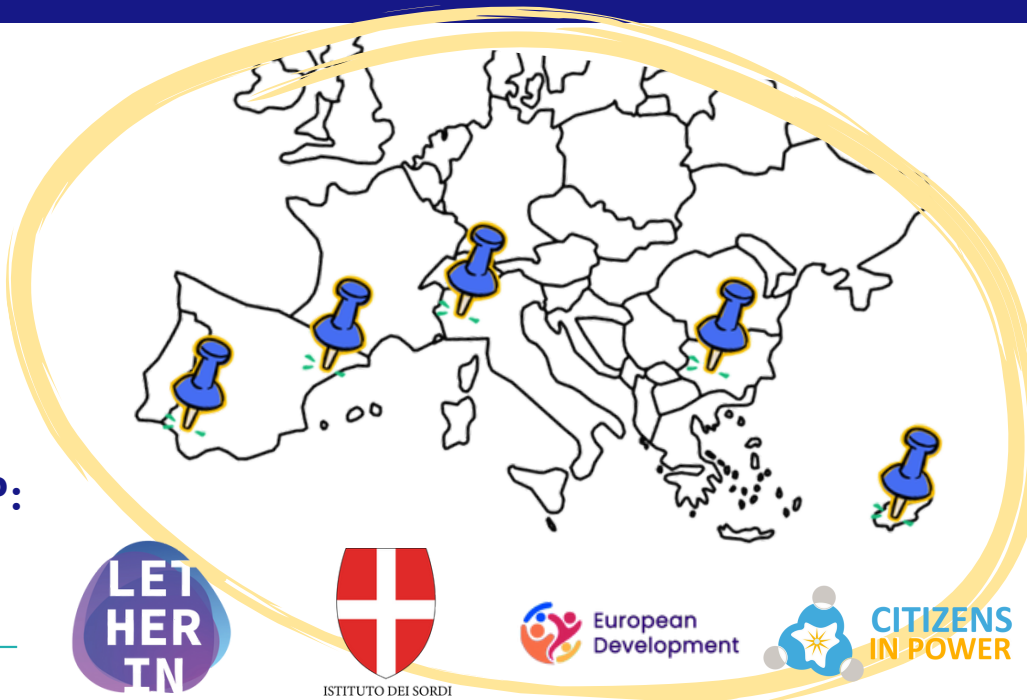 P:
LET
HER
IN
ISTITUTO DEI SORDI
European
Development
CITIZENS
IN POWER